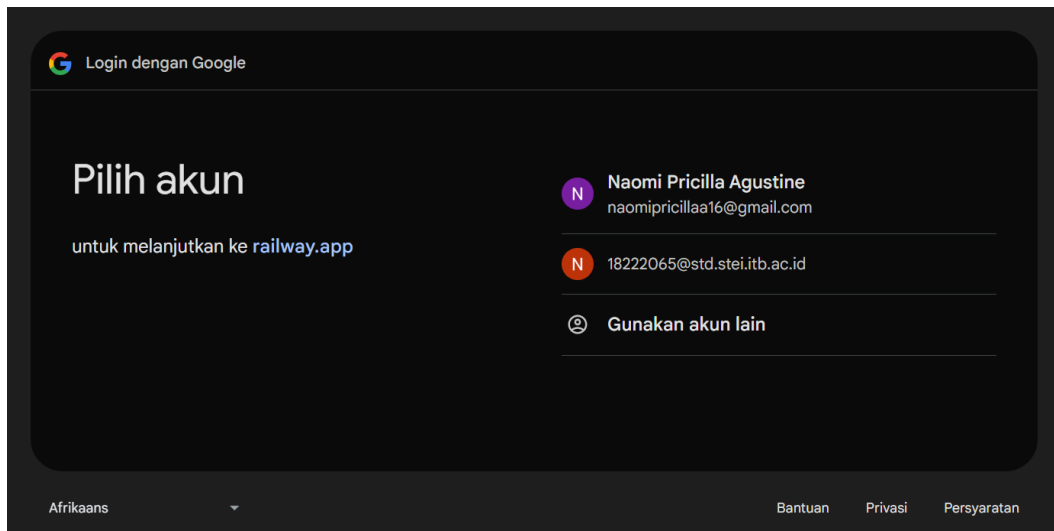 Login dengan Google
Pilih akun
untuk melanjutkan ke railway.app
N
Naomi Pricilla Agustine
naomipricillaa16@gmail.com
N
18222065@std.stei.itb.ac.id
Gunakan akun lain
Afrikaans
Bantuan
Privasi
Persyaratan